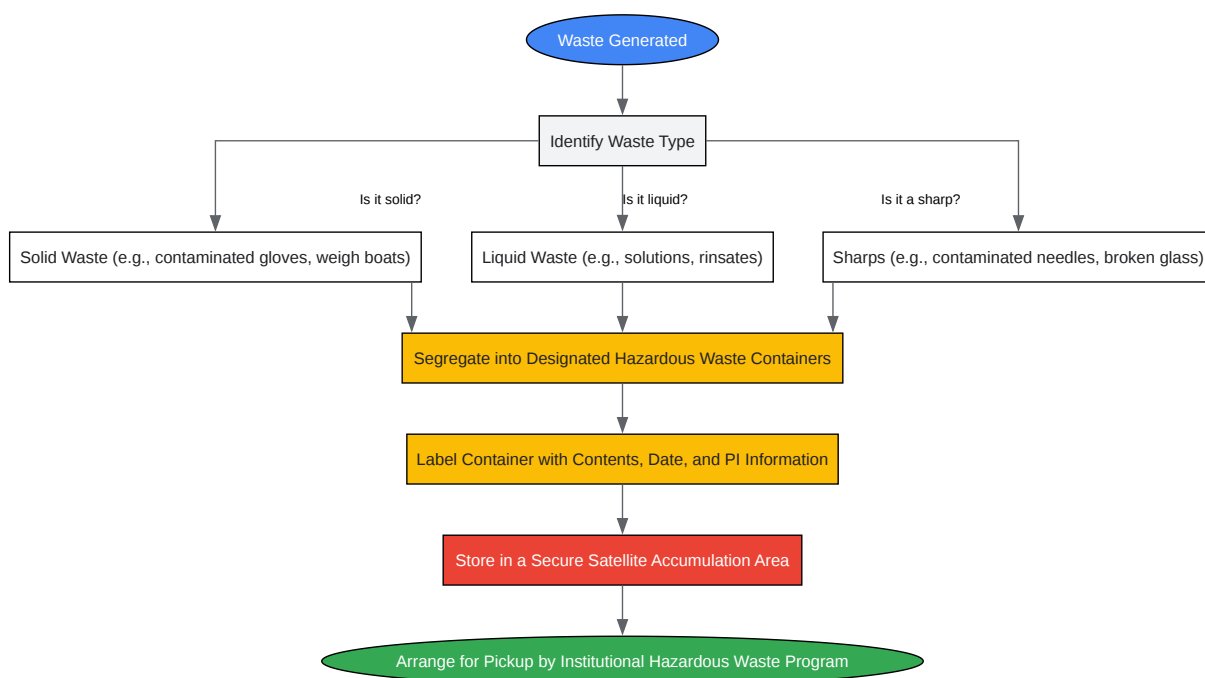 Waste Generated
Identify Waste Type
Is it solid?
Is it liquid?
Is it a sharp?
Solid Waste (e.g., contaminated gloves, weigh boats)
Liquid Waste (e.g., solutions, rinsates)
Sharps (e.g., contaminated needles, broken glass)
Segregate into Designated Hazardous Waste Containers
Label Container with Contents, Date, and PI Information
Store in a Secure Satellite Accumulation Area
Arrange for Pickup by Institutional Hazardous Waste Program